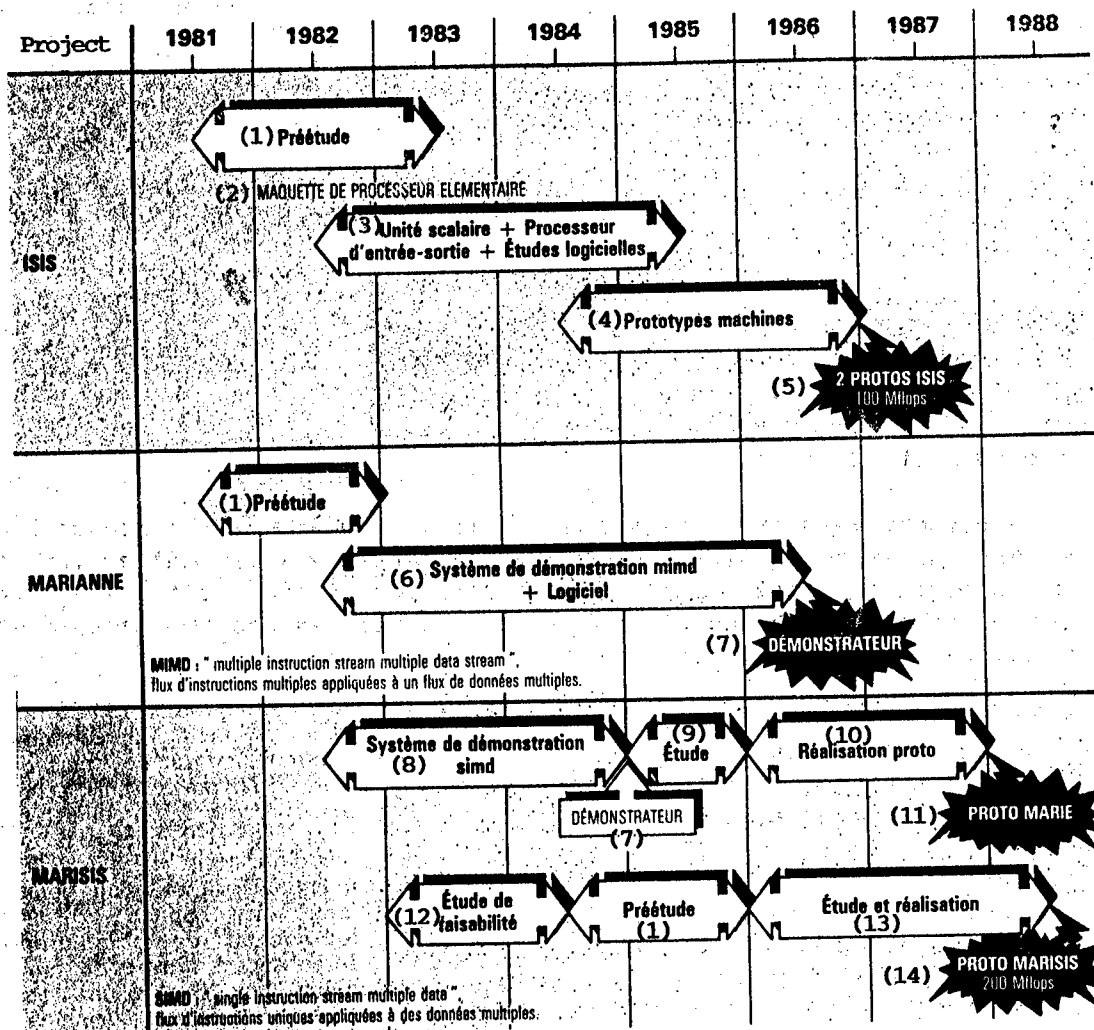 Project 1981 1982 1983 1984 1985 1986 1987 1988
(1) Préétude
(2) MAQUETTE DE PROCESSEUR ELEMENTAIRE
(3) Unité scalaire + Processeur
d'entrée-sortie + Études logicielles
ISIS
(4) Prototypes machines
(5) 2 PROTOS ISIS
100 Mflops
(1) Préétude
MARIANNE
(6) Système de démonstration mimd
+ Logiciel
(7) DÉMONSTRATEUR
MIMD : " multiple instruction stream multiple data stream ",
flux d'instructions multiples appliquées à un flux de données multiples.
Système de démonstration
(8) simd
(9)
Étude
(10)
Réalisation proto
DÉMONSTRATEUR
(7)
(11) PROTO MARIE
MARISIS
(12) Étude de
faisabilité
Préétude
(1)
Étude et réalisation
(13)
(14) PROTO MARISIS
200 Mflops
SIMD : " single instruction stream multiple data ",
flux d'instructions uniques appliquées à des données multiples.